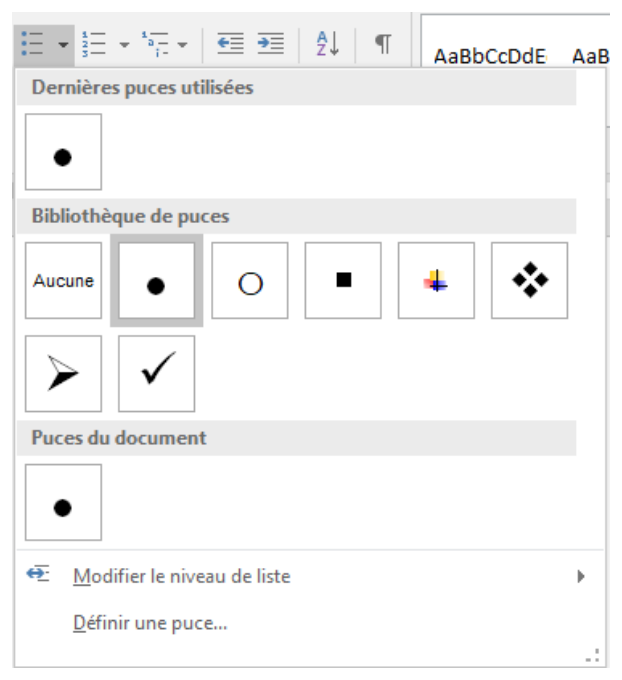 AaBbCcDdE AaB
Dernières puces utilisées
Bibliothèque de puces
Aucune
Puces du document
Modifier le niveau de liste
Définir une puce...